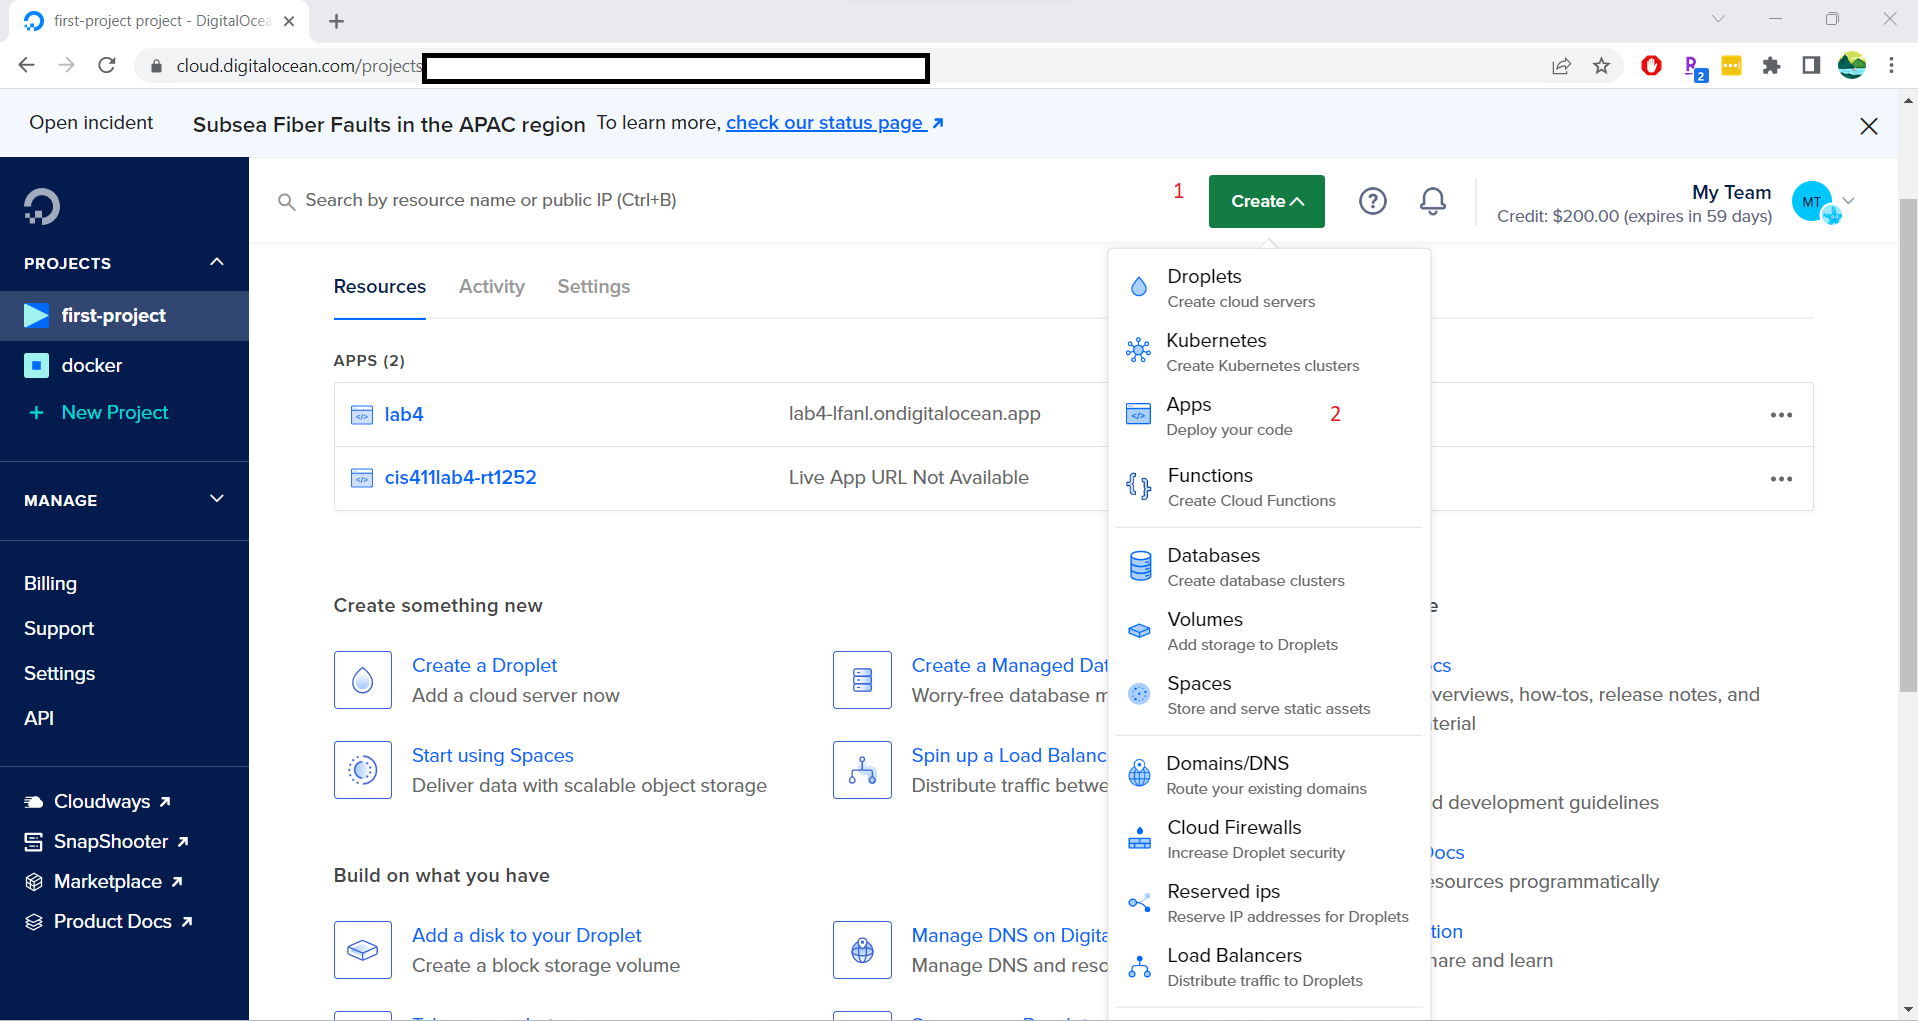 first-project project - DigitalOcea
cloud.digitalocean.com/projects
2
Open incident Subsea Fiber Faults in the APAC region To learn more, check our status page
Search by resource name or public IP (Ctrl+B)
1
Create
My Team
Credit: $200.00 (expires in 59 days)
MT
PROJECTS
first-project
docker
+ New Project
MANAGE
Billing
Support
Settings
API
Cloudways
SnapShooter
Marketplace
Product Docs
Resources Activity Settings
APPS (2)
lab4 lab4-lfanl.ondigitalocean.app
cis411lab4-rt1252 Live App URL Not Available
Create something new
Create a Droplet
Add a cloud server now
Start using Spaces
Deliver data with scalable object storage
Create a Managed Dat
Worry-free database m
Spin up a Load Balanc
Distribute traffic betwe
Build on what you have
Add a disk to your Droplet
Create a block storage volume
Manage DNS on Digita
Manage DNS and reso
Droplets
Create cloud servers
Kubernetes
Create Kubernetes clusters
Apps
Deploy your code
2
Functions
Create Cloud Functions
Databases
Create database clusters
Volumes
Add storage to Droplets
Spaces
Store and serve static assets
Domains/DNS
Route your existing domains
Cloud Firewalls
Increase Droplet security
Reserved ips
Reserve IP addresses for Droplets
Load Balancers
Distribute traffic to Droplets
e
ocs
verviews, how-tos, release notes, and
terial
d development guidelines
Docs
esources programmatically
tion
hare and learn